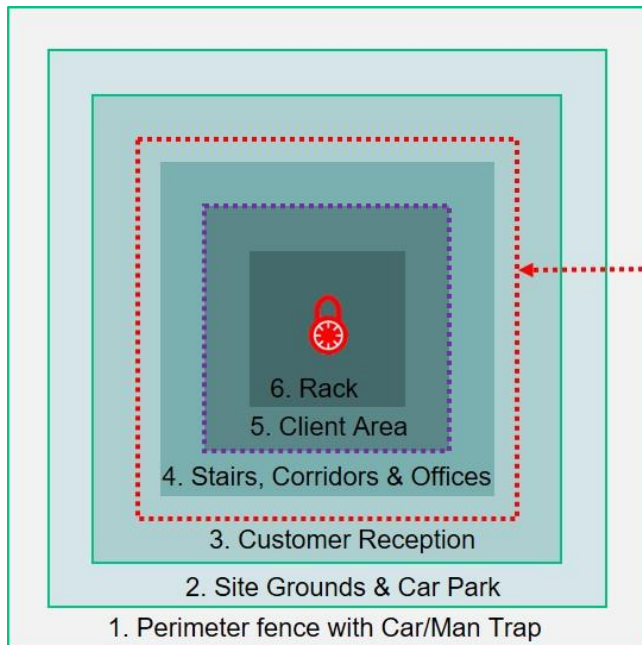 6. Rack
5. Client Area
4. Stairs, Corridors & Offices
3. Customer Reception
2. Site Grounds & Car Park
1. Perimeter fence with Car/Man Trap